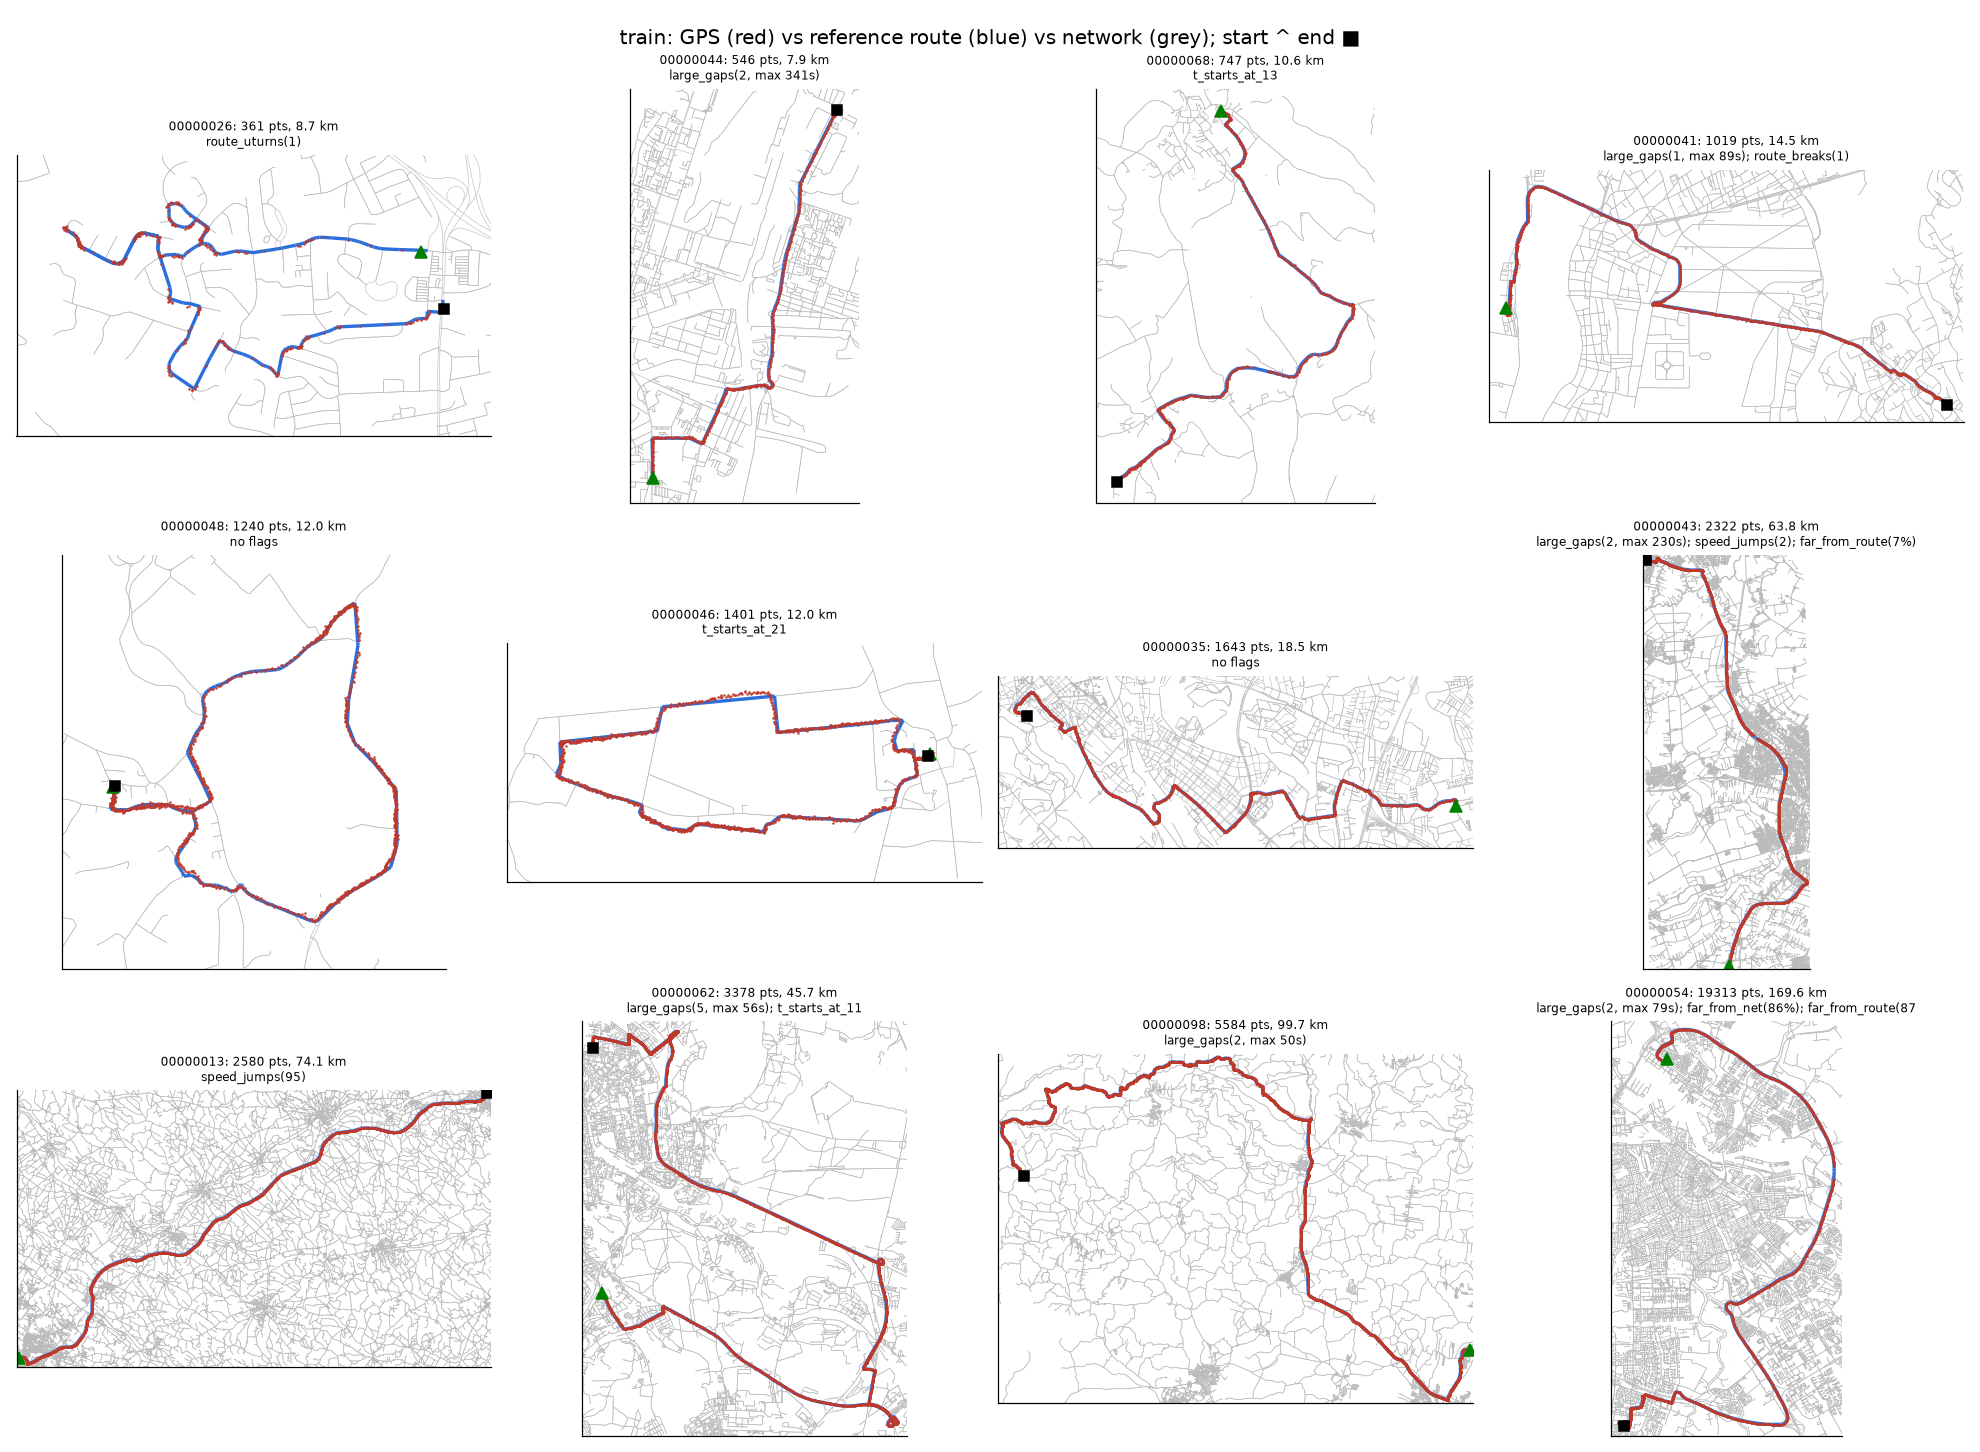 train: GPS (red) vs reference route (blue) vs network (grey); start ^ end ■
00000026: 361 pts, 8.7 km
route_uturns(1)
00000044: 546 pts, 7.9 km
large_gaps(2, max 341s)
00000068: 747 pts, 10.6 km
t_starts_at_13
00000041: 1019 pts, 14.5 km
large_gaps(1, max 89s); route_breaks(1)
00000048: 1240 pts, 12.0 km
no flags
00000046: 1401 pts, 12.0 km
t_starts_at_21
00000035: 1643 pts, 18.5 km
no flags
00000043: 2322 pts, 63.8 km
large_gaps(2, max 230s); speed_jumps(2); far_from_route(7%)
00000013: 2580 pts, 74.1 km
speed_jumps(95)
00000062: 3378 pts, 45.7 km
large_gaps(5, max 56s); t_starts_at_11
00000098: 5584 pts, 99.7 km
large_gaps(2, max 50s)
00000054: 19313 pts, 169.6 km
large_gaps(2, max 79s); far_from_net(86%); far_from_route(87